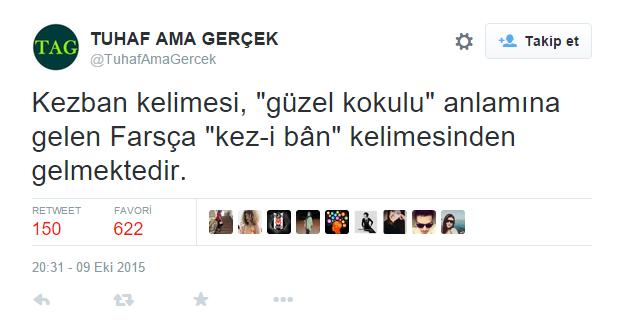 TAG
TUHAF AMA GERÇEK
@TuhafAmaGercek
Takip et
Kezban kelimesi, "güzel kokulu" anlamına
gelen Farsça "kez-i bân" kelimesinden
gelmektedir.
RETWEET
150
FAVORİ
622
20:31 - 09 Eki 2015